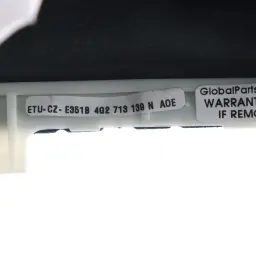 ETU-CZ- E351B 4G2 713 139 N AOE
GlobalParts
WARRANT
IF REMO